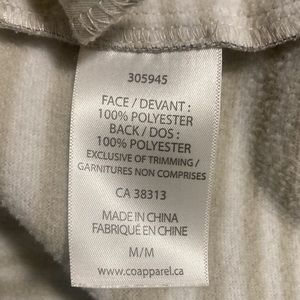 305945
FACE / DEVANT :
100% POLYESTER
BACK / DOS :
100% POLYESTER
EXCLUSIVE OF TRIMMING /
GARNITURES NON COMPRISES
CA 38313
MADE IN CHINA
FABRIQUÉ EN CHINE
M/M
www.coapparel.ca